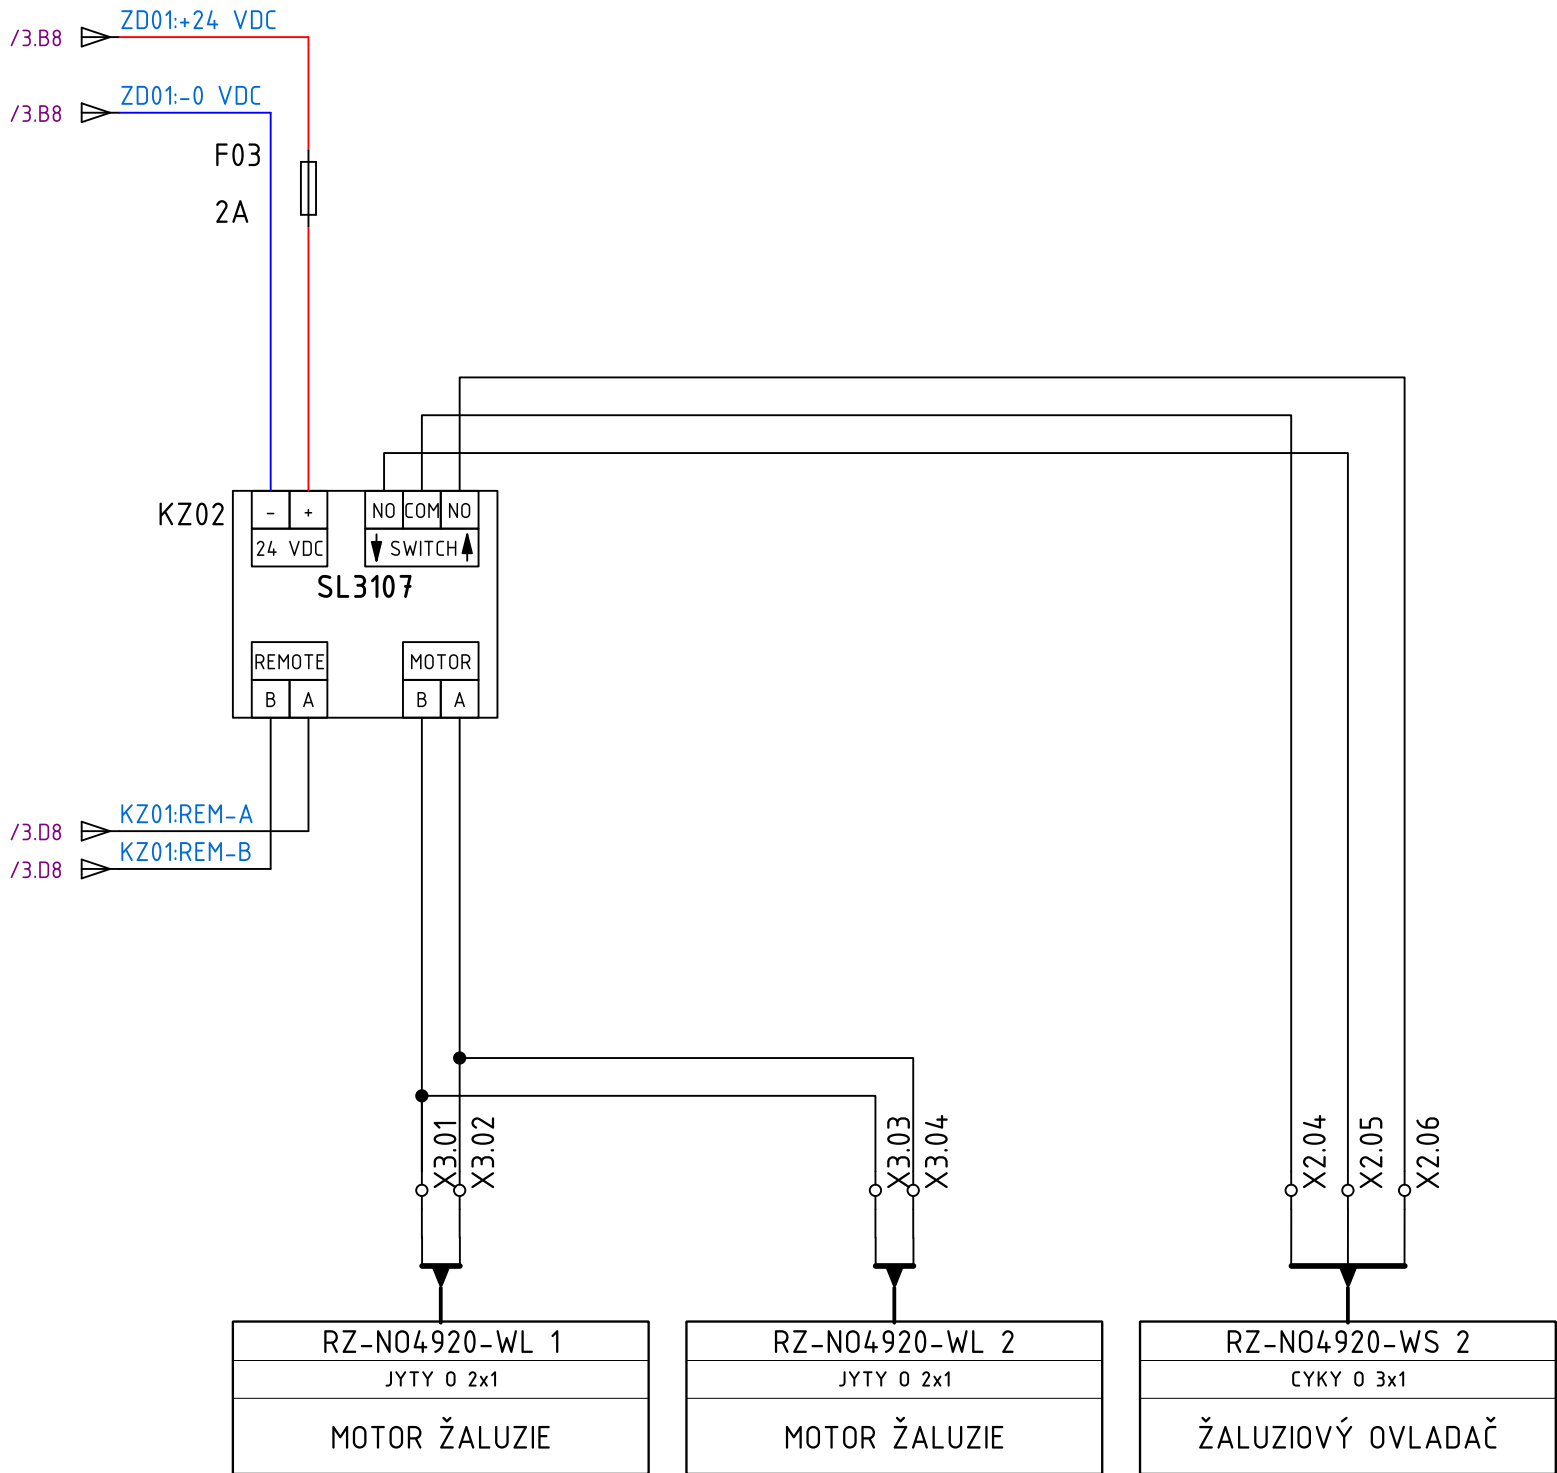 ZD01:+24 VDC
/3.B8
ZD01:-0 VDC
/3.B8
F03
2A
KZ02
- + NO COM NO
24 VDC SWITCH
SL3107
REMOTE MOTOR
B A B A
KZ01:REM-A
/3.D8
KZ01:REM-B
/3.D8
X3.01 X3.02 X3.03 X3.04 X2.04 X2.05 X2.06
RZ-NO4920-WL 1 RZ-NO4920-WL 2 RZ-NO4920-WS 2
JYTY O 2x1 JYTY O 2x1 CYKY O 3x1
MOTOR ŽALUZIE MOTOR ŽALUZIE ŽALUZIOVÝ OVLADAČ